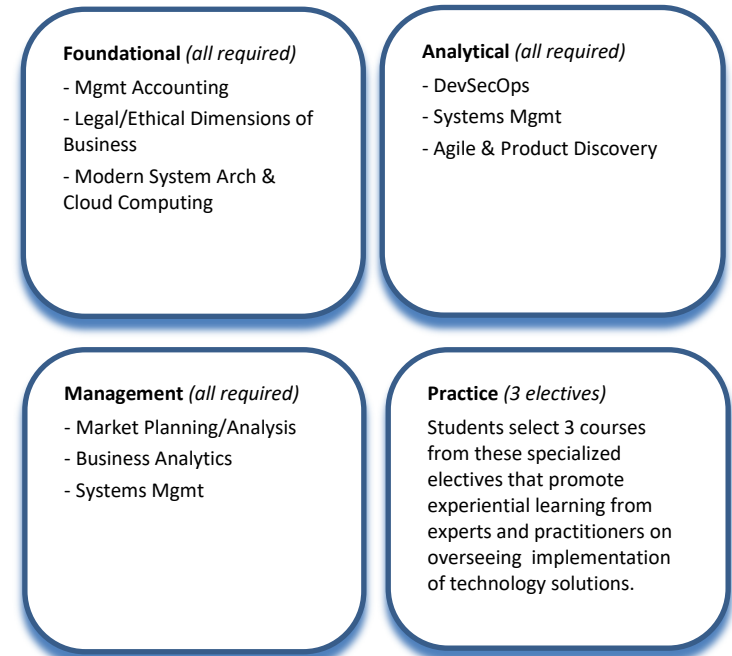 Foundational (all required)
- Mgmt Accounting
- Legal/Ethical Dimensions of
Business
- Modern System Arch &
Cloud Computing
Analytical (all required)
- DevSecOps
- Systems Mgmt
- Agile & Product Discovery
Management (all required)
- Market Planning/Analysis
- Business Analytics
- Systems Mgmt
Practice (3 electives)
Students select 3 courses
from these specialized
electives that promote
experiential learning from
experts and practitioners on
overseeing implementation
of technology solutions.